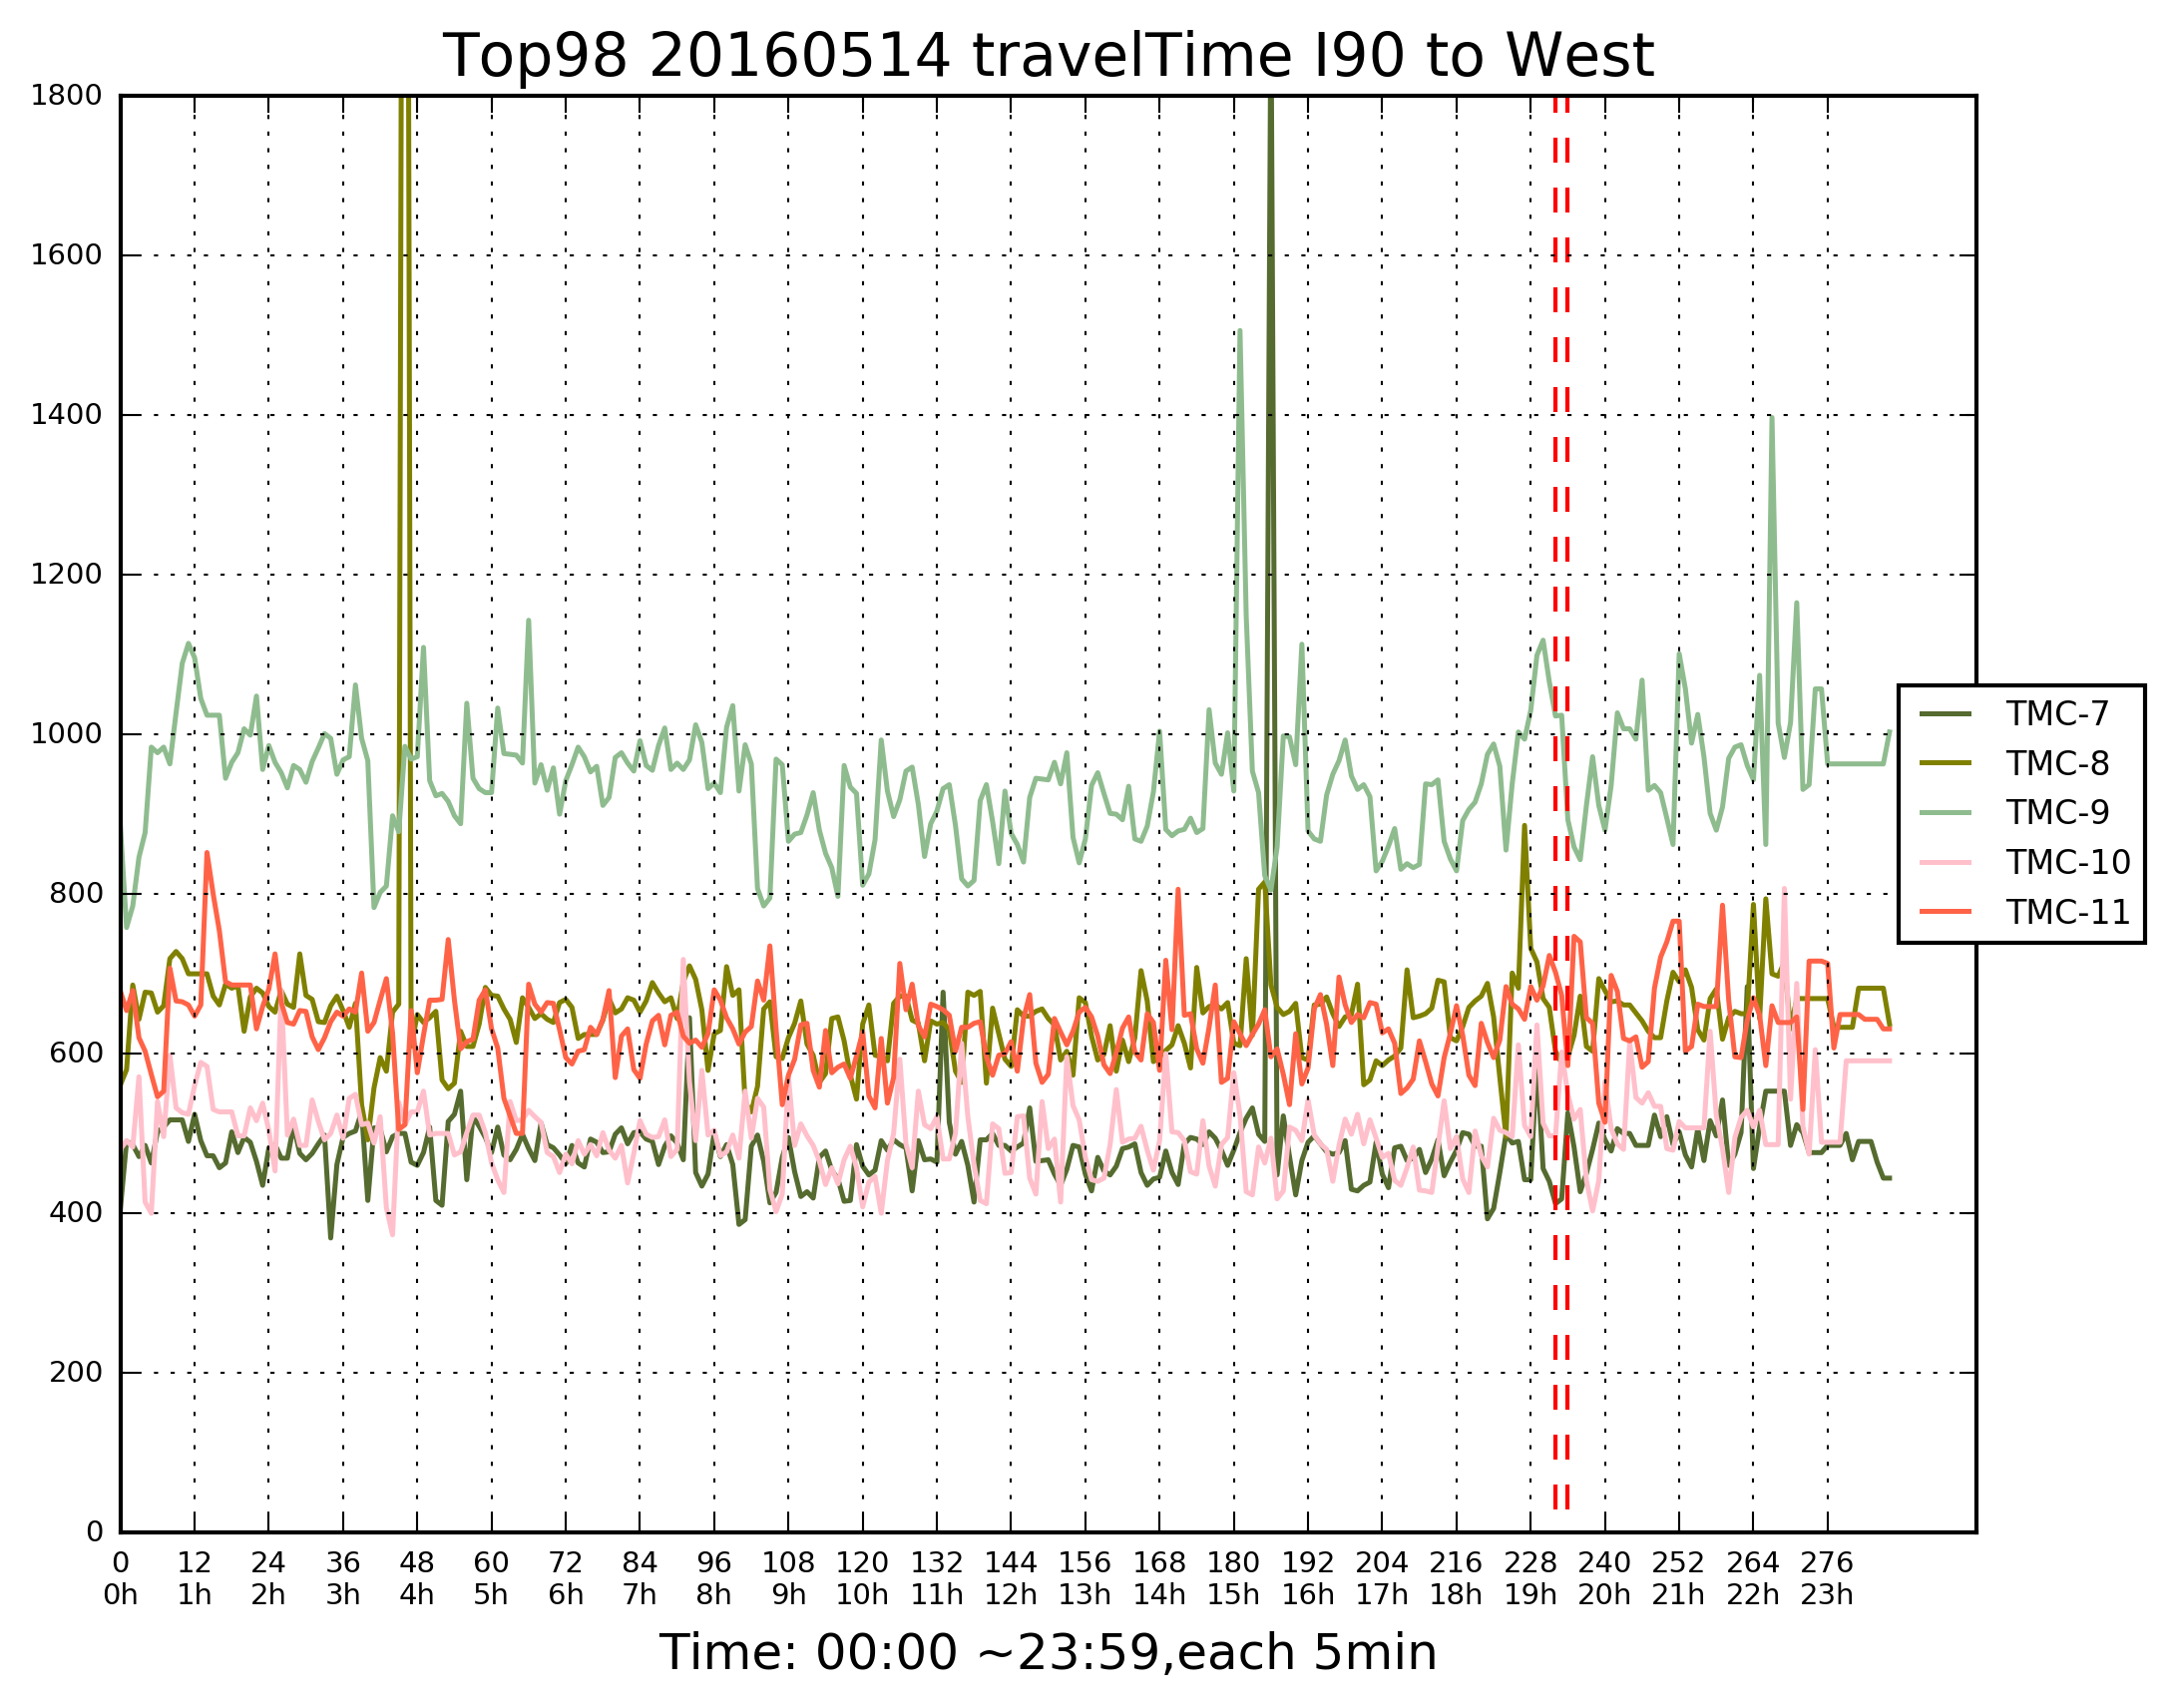 Top98 20160514 travelTime I90 to West
1800
1600
1400
1200
1000
800
600
400
200
0
TMC-7
TMC-8
TMC-9
TMC-10
TMC-11
0 12 24 36 48 60 72 84 96 108 120 132 144 156 168 180 192 204 216 228 240 252 264 276
0h 1h 2h 3h 4h 5h 6h 7h 8h 9h 10h 11h 12h 13h 14h 15h 16h 17h 18h 19h 20h 21h 22h 23h
Time: 00:00 ~23:59,each 5min